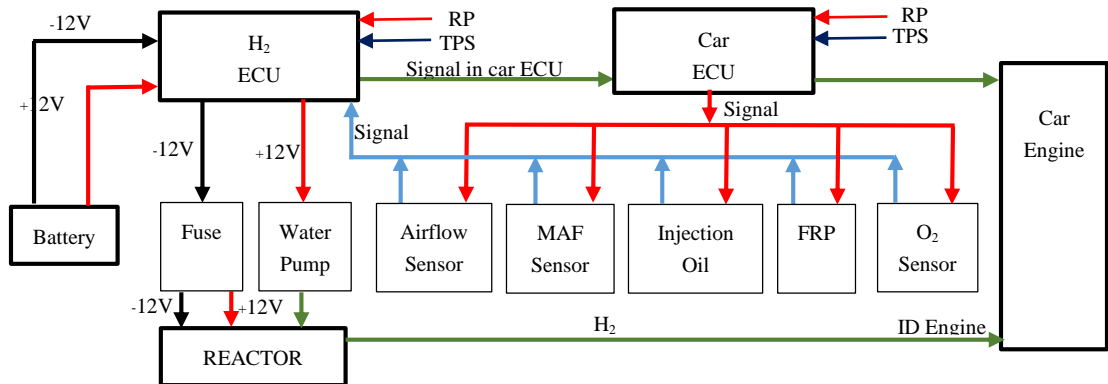 -12V
+12V
H₂
ECU
RP
TPS
Signal in car ECU
Car
ECU
RP
TPS
Signal
Signal
-12V
+12V
Car
Engine
Battery
Fuse
Water
Pump
Airflow
Sensor
MAF
Sensor
Injection
Oil
FRP
O₂
Sensor
-12V
+12V
H₂
ID Engine
REACTOR